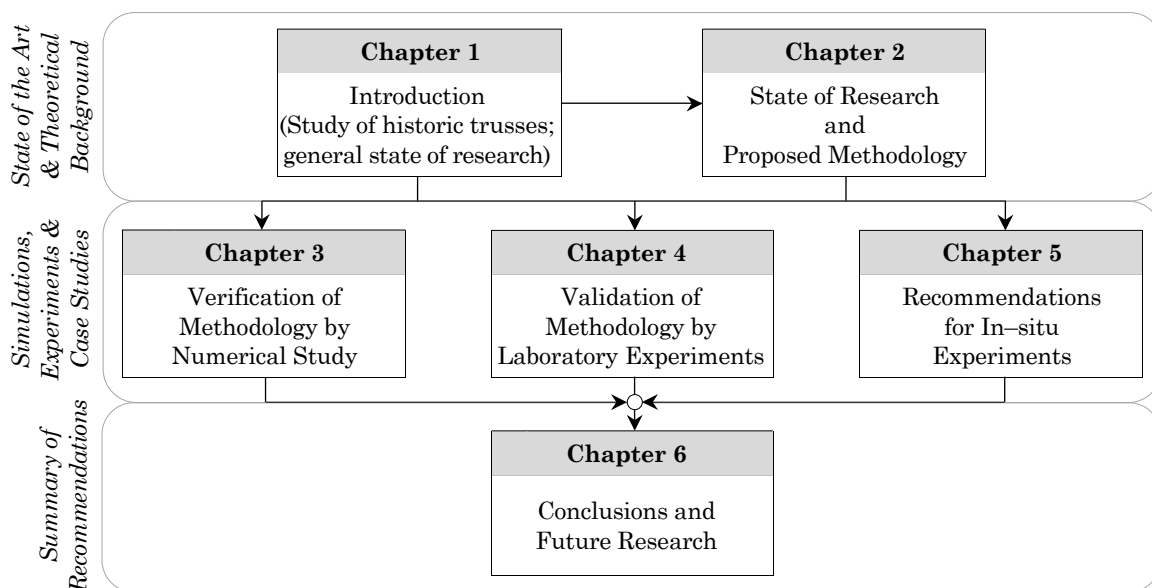 State of the Art
& Theoretical
Background
Chapter 1
Introduction
(Study of historic trusses;
general state of research)
Chapter 2
State of Research
and
Proposed Methodology
Simulations,
Experiments &
Case Studies
Chapter 3
Verification of
Methodology by
Numerical Study
Chapter 4
Validation of
Methodology by
Laboratory Experiments
Chapter 5
Recommendations
for In–situ
Experiments
Summary of
Recommendations
Chapter 6
Conclusions and
Future Research